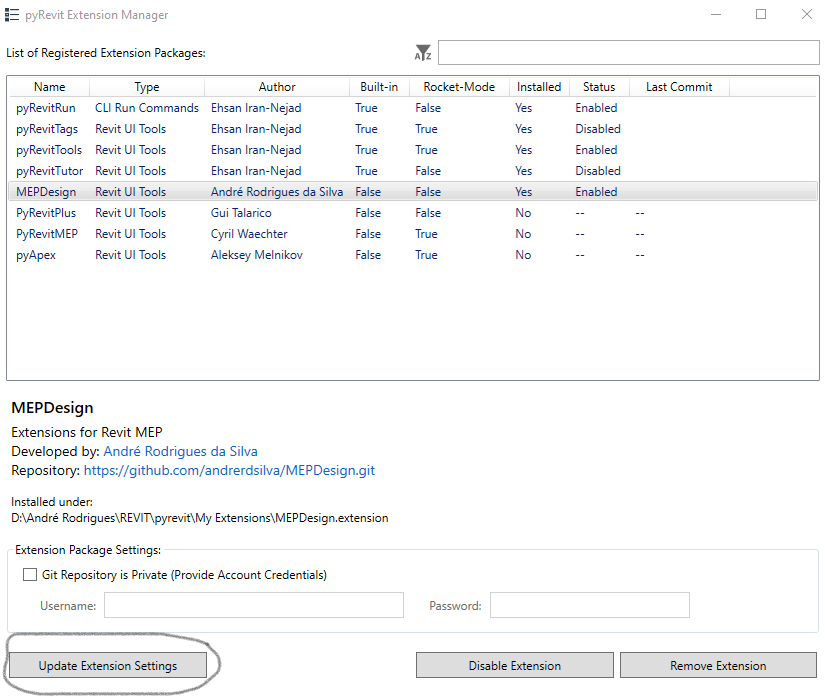 pyRevit Extension Manager
List of Registered Extension Packages:
AYZ
Name Type Author Built-in Rocket-Mode Installed Status Last Commit
pyRevitRun CLI Run Commands Ehsan Iran-Nejad True False Yes Enabled
pyRevitTags Revit UI Tools Ehsan Iran-Nejad True True Yes Disabled
pyRevitTools Revit UI Tools Ehsan Iran-Nejad True True Yes Enabled
pyRevitTutor Revit UI Tools Ehsan Iran-Nejad True False Yes Disabled
MEPDesign Revit UI Tools André Rodrigues da Silva False False Yes Enabled
PyRevitPlus Revit UI Tools Gui Talarico False False No -- --
PyRevitMEP Revit UI Tools Cyril Waechter False True No -- --
pyApex Revit UI Tools Aleksey Melnikov False True No -- --
MEPDesign
Extensions for Revit MEP
Developed by: André Rodrigues da Silva
Repository: https://github.com/andrerdsilva/MEPDesign.git
Installed under:
D:\André Rodrigues\REVIT\pyrevit\My Extensions\MEPDesign.extension
Extension Package Settings:
Git Repository is Private (Provide Account Credentials)
Username: Password:
Update Extension Settings Disable Extension Remove Extension